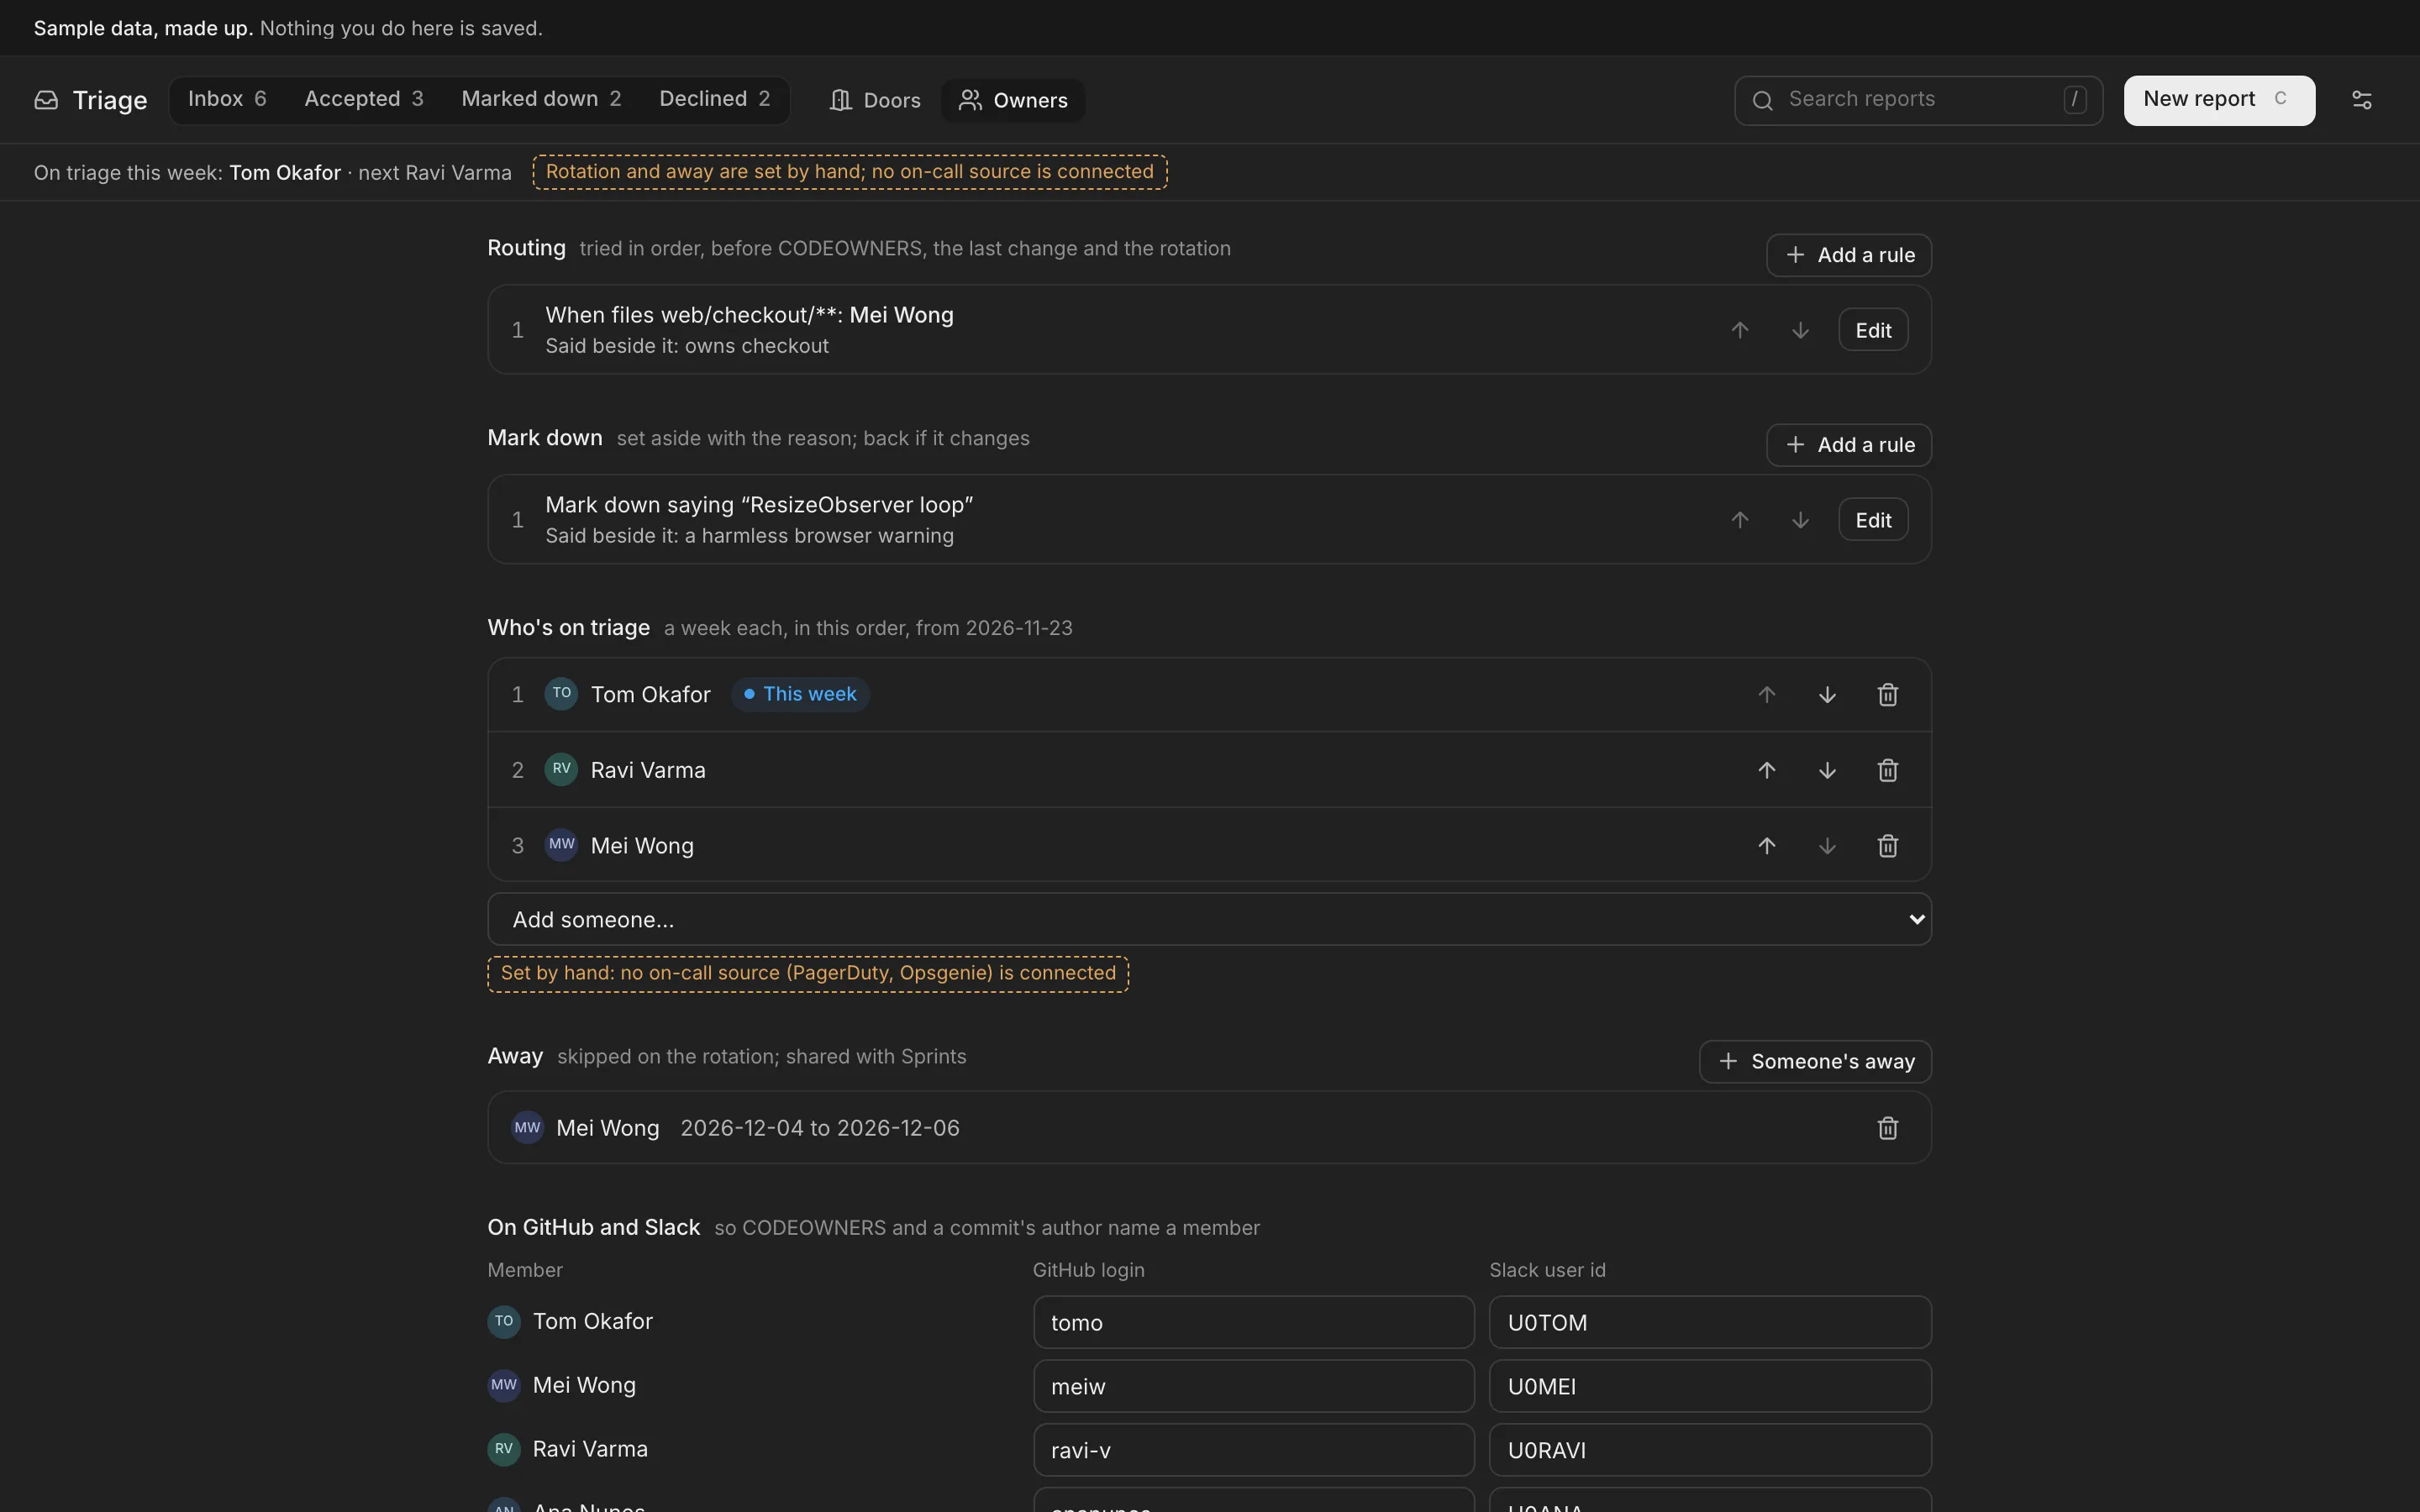 Sample data, made up. Nothing you do here is saved.
Triage Inbox 6 Accepted 3 Marked down 2 Declined 2 Doors Owners Search reports / New report C
On triage this week: Tom Okafor · next Ravi Varma Rotation and away are set by hand; no on-call source is connected
Routing tried in order, before CODEOWNERS, the last change and the rotation Add a rule
1 When files web/checkout/**: Mei Wong Edit
Said beside it: owns checkout
Mark down set aside with the reason; back if it changes Add a rule
1 Mark down saying “ResizeObserver loop” Edit
Said beside it: a harmless browser warning
Who's on triage a week each, in this order, from 2026-11-23
1 TO Tom Okafor This week
2 RV Ravi Varma
3 MW Mei Wong
Add someone...
Set by hand: no on-call source (PagerDuty, Opsgenie) is connected
Away skipped on the rotation; shared with Sprints Someone's away
MW Mei Wong 2026-12-04 to 2026-12-06
On GitHub and Slack so CODEOWNERS and a commit's author name a member
Member GitHub login Slack user id
TO Tom Okafor tomo U0TOM
MW Mei Wong meiw U0MEI
RV Ravi Varma ravi-v U0RAVI
AN Ana Nunes U0ANA